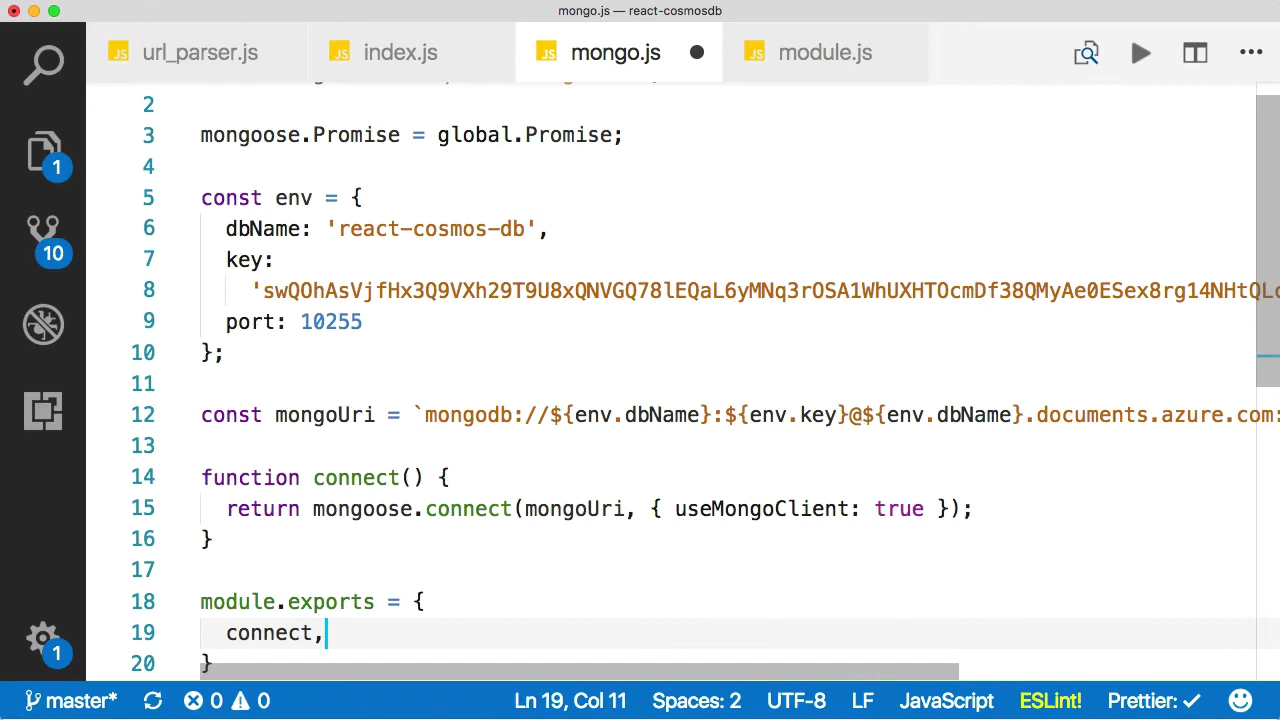 mongo.js — react-cosmosdb
url_parser.js index.js mongo.js module.js
2
3 mongoose.Promise = global.Promise;
4
5 const env = {
6 dbName: 'react-cosmos-db',
7 key:
8 'swQOhAsVjfHx3Q9VXh29T9U8xQNVGQ78lEQaL6yMNq3rOSA1WhUXHTOcmDf38QMyAe0ESex8rg14NHtQLc
9 port: 10255
10 };
11
12 const mongoUri = `mongodb://${env.dbName}:${env.key}@${env.dbName}.documents.azure.com:
13
14 function connect() {
15 return mongoose.connect(mongoUri, { useMongoClient: true });
16 }
17
18 module.exports = {
19 connect,
20 }
1
10
1
master* 0 0 Ln 19, Col 11 Spaces: 2 UTF-8 LF JavaScript ESLint! Prettier: ✓